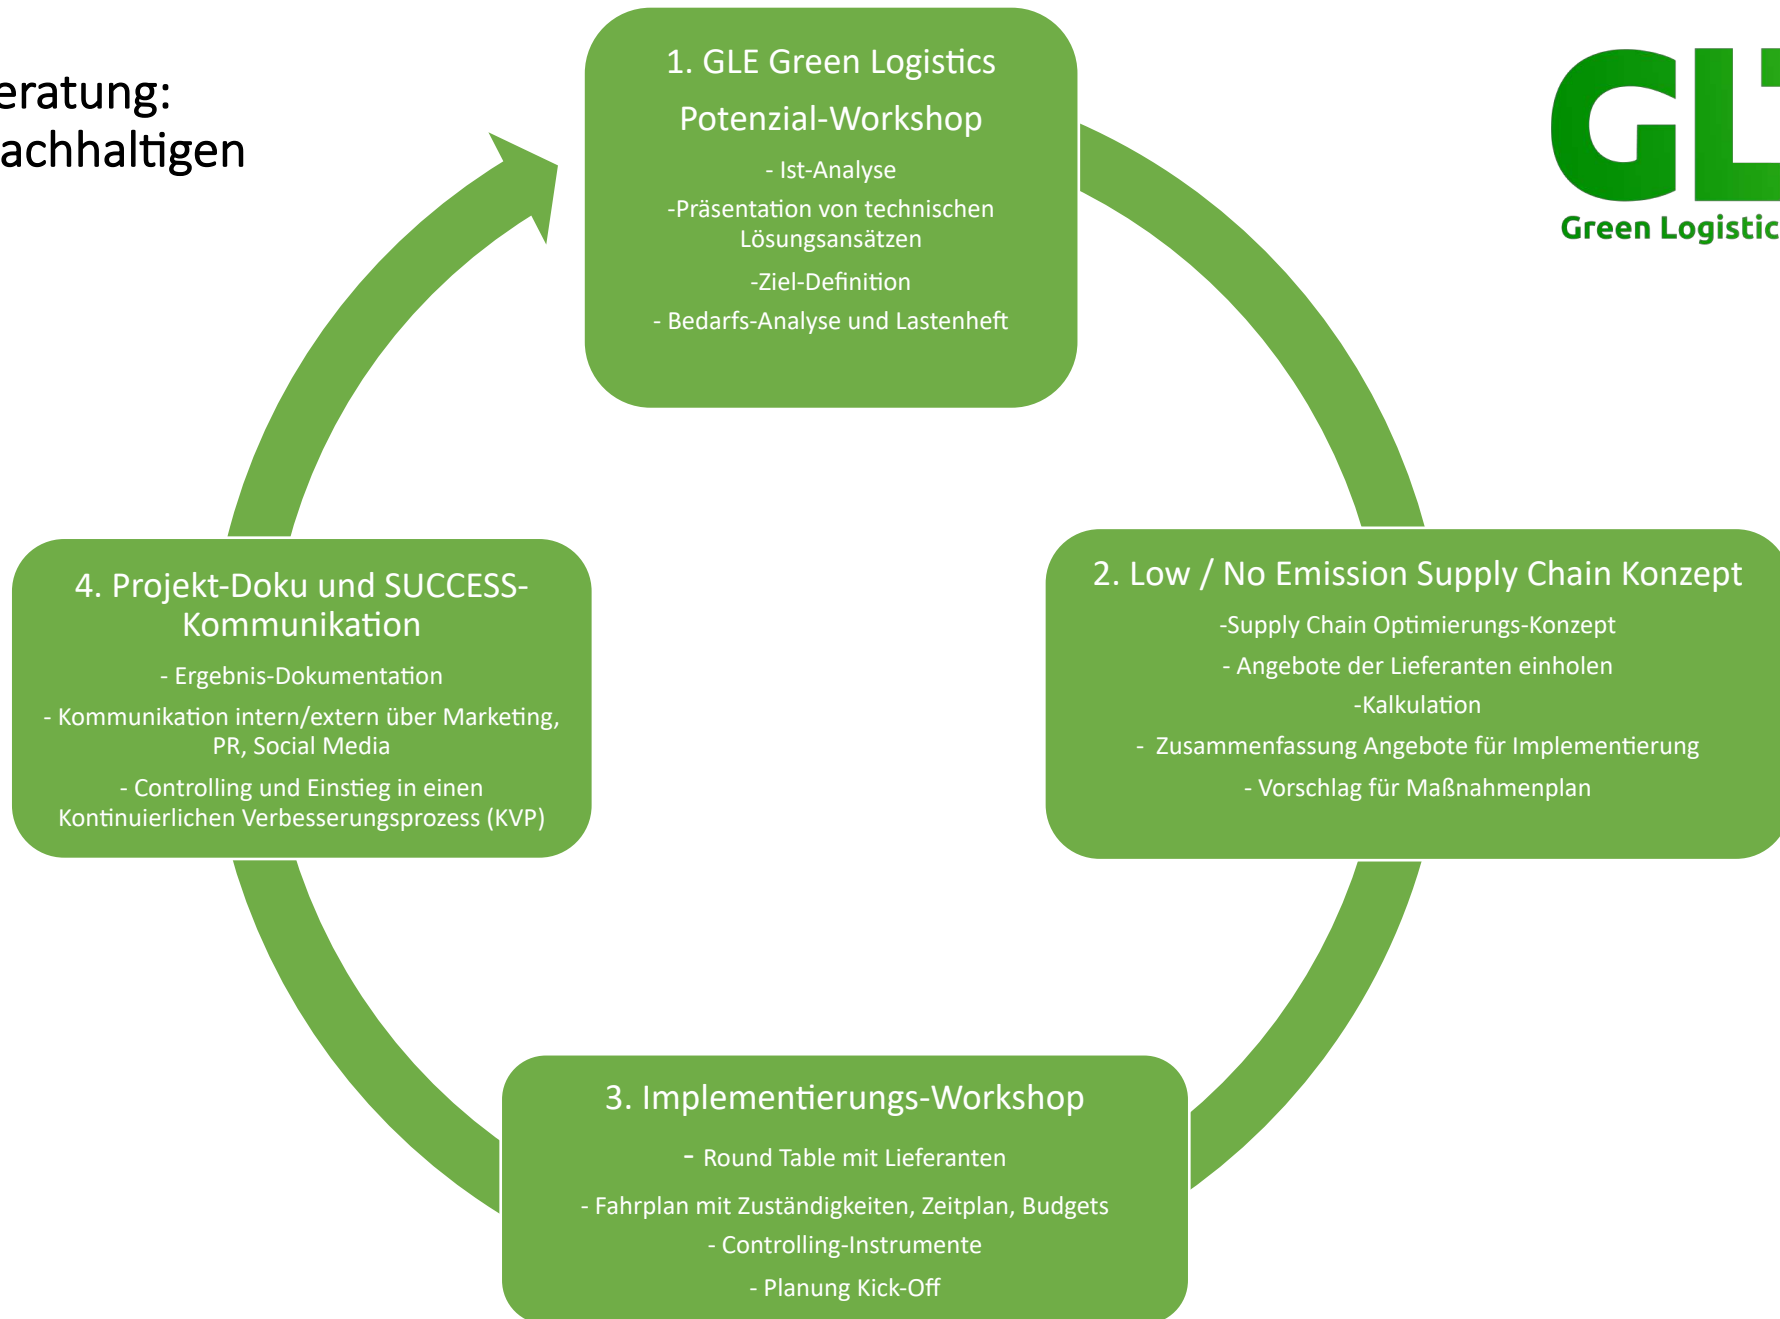 eratung:
achhaltigen
GLT
Green Logistic
1. GLE Green Logistics
Potenzial-Workshop
- Ist-Analyse
-Präsentation von technischen
Lösungsansätzen
-Ziel-Definition
- Bedarfs-Analyse und Lastenheft
2. Low / No Emission Supply Chain Konzept
-Supply Chain Optimierungs-Konzept
- Angebote der Lieferanten einholen
-Kalkulation
- Zusammenfassung Angebote für Implementierung
- Vorschlag für Maßnahmenplan
3. Implementierungs-Workshop
- Round Table mit Lieferanten
- Fahrplan mit Zuständigkeiten, Zeitplan, Budgets
- Controlling-Instrumente
- Planung Kick-Off
4. Projekt-Doku und SUCCESS-
Kommunikation
- Ergebnis-Dokumentation
- Kommunikation intern/extern über Marketing,
PR, Social Media
- Controlling und Einstieg in einen
Kontinuierlichen Verbesserungsprozess (KVP)